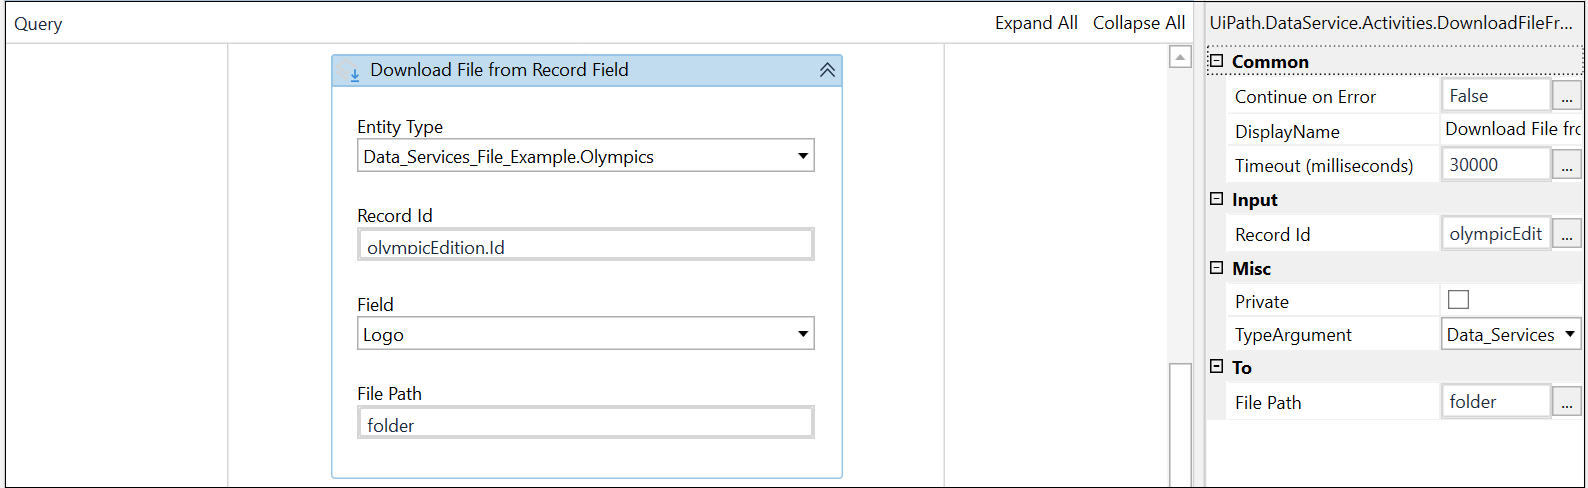 Query
Expand All Collapse All
Download File from Record Field
Entity Type
Data_Services_File_Example.Olympics
Record Id
olympicEdition.Id
Field
Logo
File Path
folder
UiPath.DataService.Activities.DownloadFileFr...
Common
Continue on Error False ...
DisplayName Download File frc
Timeout (milliseconds) 30000 ...
Input
Record Id olympicEdit ...
Misc
Private
TypeArgument Data_Services
To
File Path folder ...